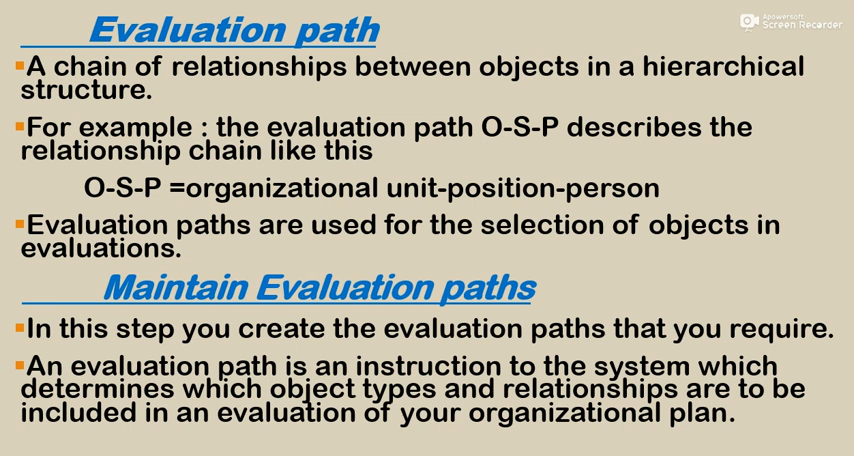 Evaluation path
Apowersoft
Screen Recorder
▪A chain of relationships between objects in a hierarchical
structure.
▪For example : the evaluation path O-S-P describes the
relationship chain like this
O-S-P =organizational unit-position-person
▪Evaluation paths are used for the selection of objects in
evaluations.
Maintain Evaluation paths
▪In this step you create the evaluation paths that you require.
▪An evaluation path is an instruction to the system which
determines which object types and relationships are to be
included in an evaluation of your organizational plan.